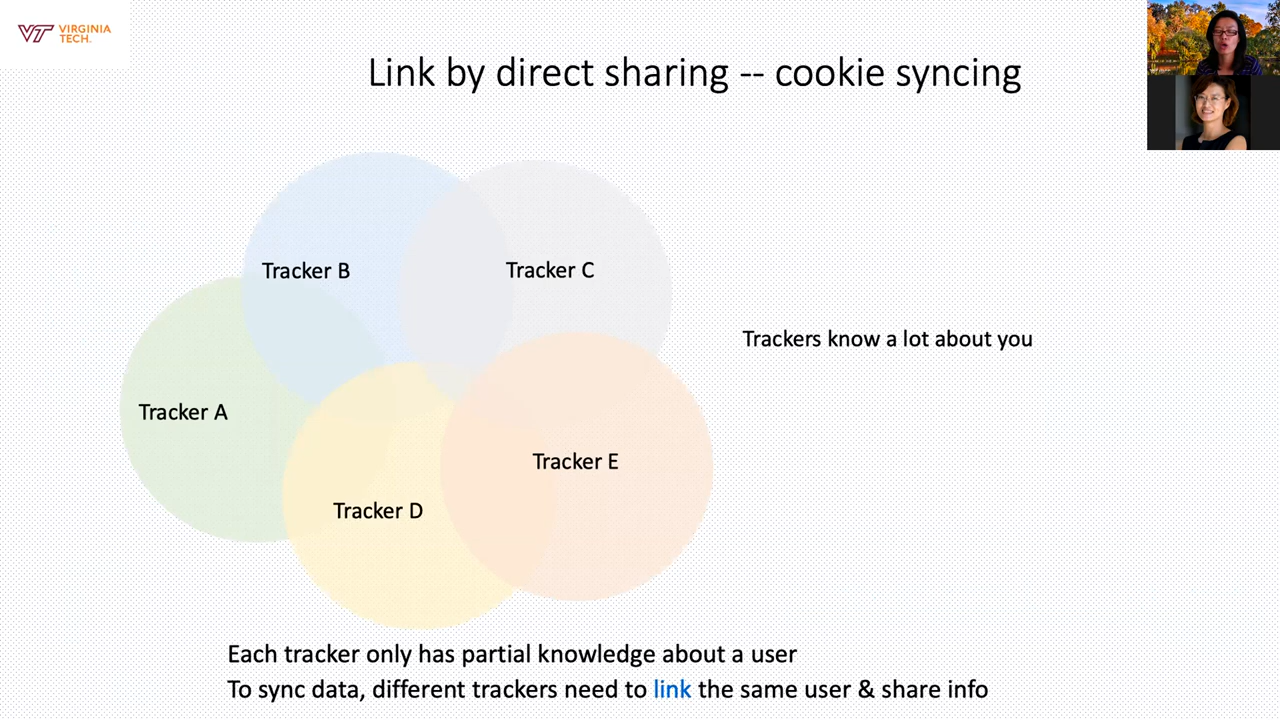 VT VIRGINIA
TECH.
Link by direct sharing -- cookie syncing
Tracker B
Tracker C
Trackers know a lot about you
Tracker A
Tracker E
Tracker D
Each tracker only has partial knowledge about a user
To sync data, different trackers need to link the same user & share info